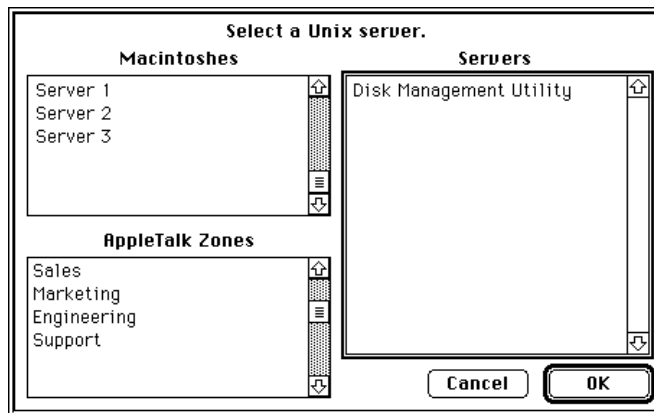 Select a Unix server.
Macintoshes
Server 1
Server 2
Server 3
AppleTalk Zones
Sales
Marketing
Engineering
Support
Servers
Disk Management Utility
Cancel
OK